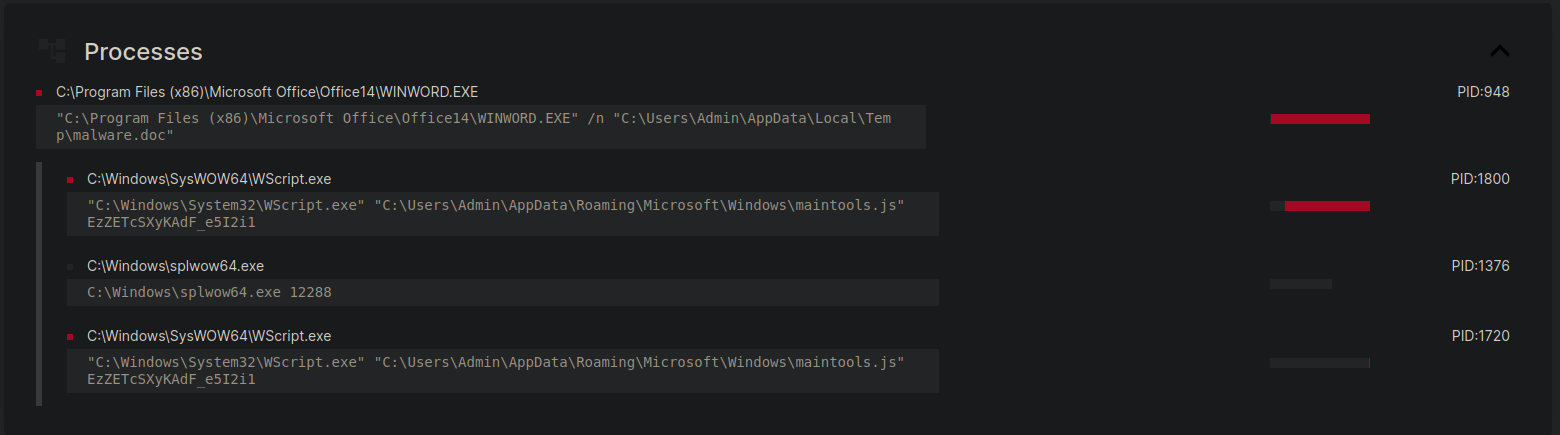 Processes
C:\Program Files (x86)\Microsoft Office\Office14\WINWORD.EXE PID:948
"C:\Program Files (x86)\Microsoft Office\Office14\WINWORD.EXE" /n "C:\Users\Admin\AppData\Local\Tem
p\malware.doc"
C:\Windows\SysWOW64\WScript.exe PID:1800
"C:\Windows\System32\WScript.exe" "C:\Users\Admin\AppData\Roaming\Microsoft\Windows\maintools.js"
EzZETcSXyKAdF_e5I2i1
C:\Windows\splwow64.exe PID:1376
C:\Windows\splwow64.exe 12288
C:\Windows\SysWOW64\WScript.exe PID:1720
"C:\Windows\System32\WScript.exe" "C:\Users\Admin\AppData\Roaming\Microsoft\Windows\maintools.js"
EzZETcSXyKAdF_e5I2i1